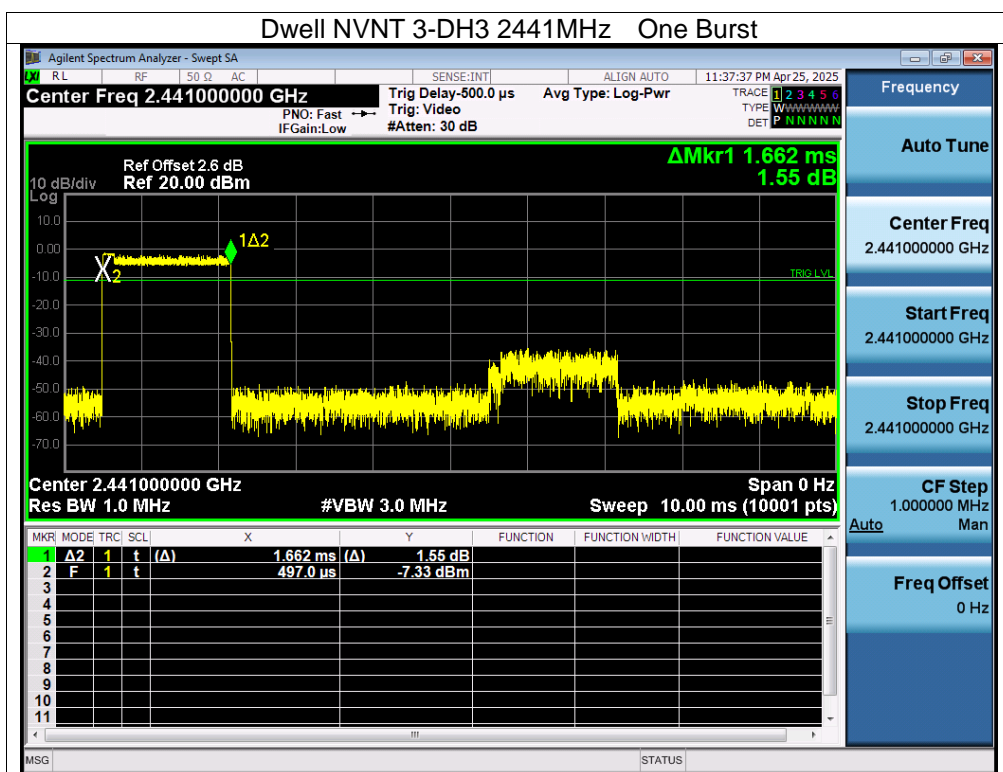 Dwell NVNT 3-DH3 2441MHz One Burst
Agilent Spectrum Analyzer - Swept SA
LXI RL RF 50 Ω AC SENSE:INT ALIGN AUTO 11:37:37 PM Apr 25, 2025
Center Freq 2.441000000 GHz
PNO: Fast
IFGain:Low
Trig Delay-500.0 µs
Trig: Video
#Atten: 30 dB
Avg Type: Log-Pwr
TRACE 1 2 3 4 5 6
TYPE WWWWWW
DET P N N N N N
Frequency
Auto Tune
Center Freq
2.441000000 GHz
Start Freq
2.441000000 GHz
Stop Freq
2.441000000 GHz
CF Step
1.000000 MHz
Auto Man
Freq Offset
0 Hz
ΔMkr1 1.662 ms
1.55 dB
Ref Offset 2.6 dB
10 dB/div Ref 20.00 dBm
Log
10.0
0.00
-10.0
-20.0
-30.0
-40.0
-50.0
-60.0
-70.0
1Δ2
2
TRIG LVL
Center 2.441000000 GHz Span 0 Hz
Res BW 1.0 MHz #VBW 3.0 MHz Sweep 10.00 ms (10001 pts)
MKR MODE TRC SCL X Y FUNCTION FUNCTION WIDTH FUNCTION VALUE
1 Δ2 1 t (Δ) 1.662 ms (Δ) 1.55 dB
2 F 1 t 497.0 µs -7.33 dBm
3
4
5
6
7
8
9
10
11
MSG STATUS